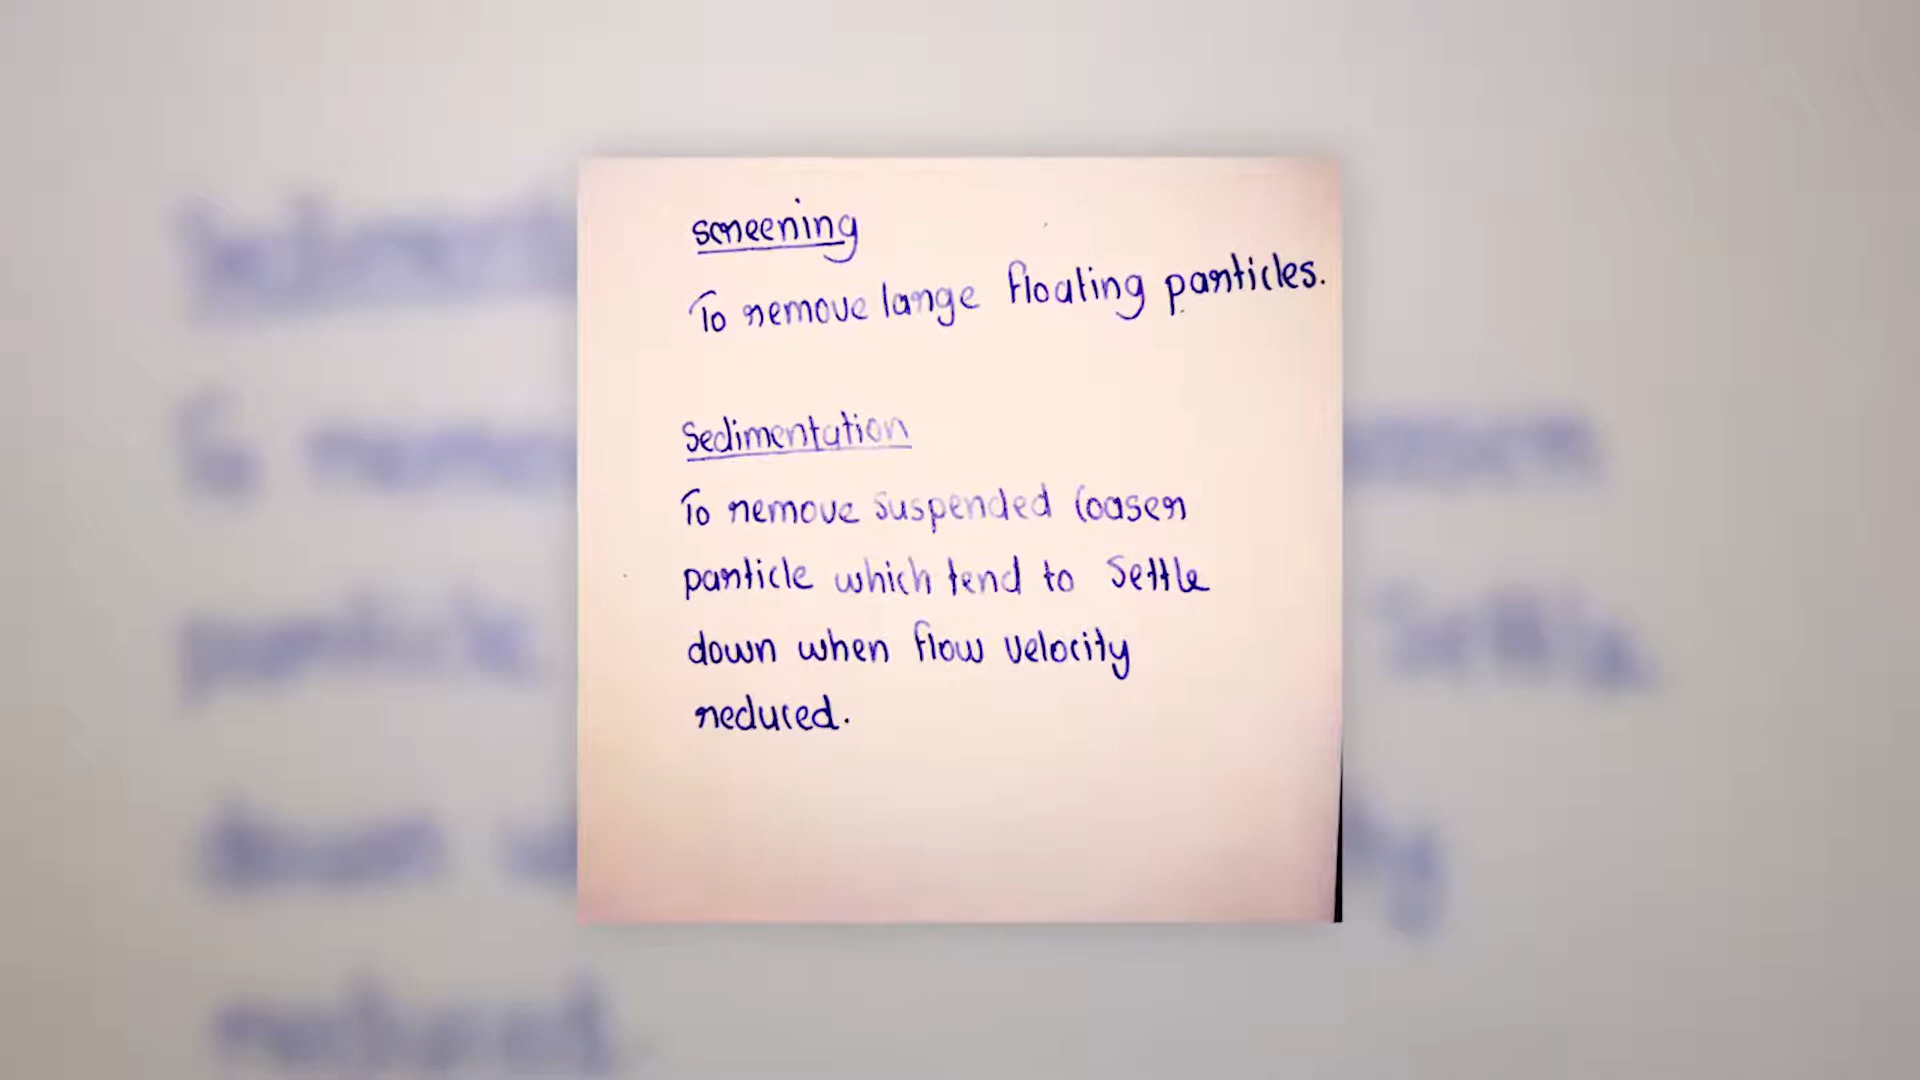 screening
To remove large floating particles.
Sedimentation
To remove suspended coaser
particle which tend to settle
down when flow velocity
reduced.